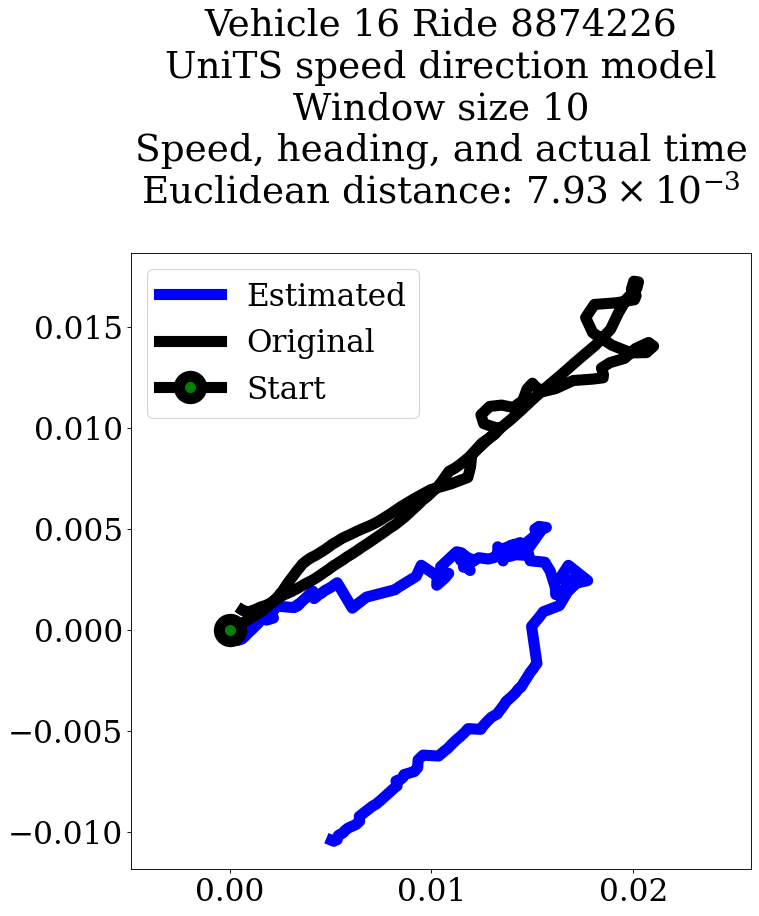 Vehicle 16 Ride 8874226
UniTS speed direction model
Window size 10
Speed, heading, and actual time
Euclidean distance: 7.93 × 10⁻³
Estimated
Original
Start
0.015
0.010
0.005
0.000
−0.005
−0.010
0.00 0.01 0.02